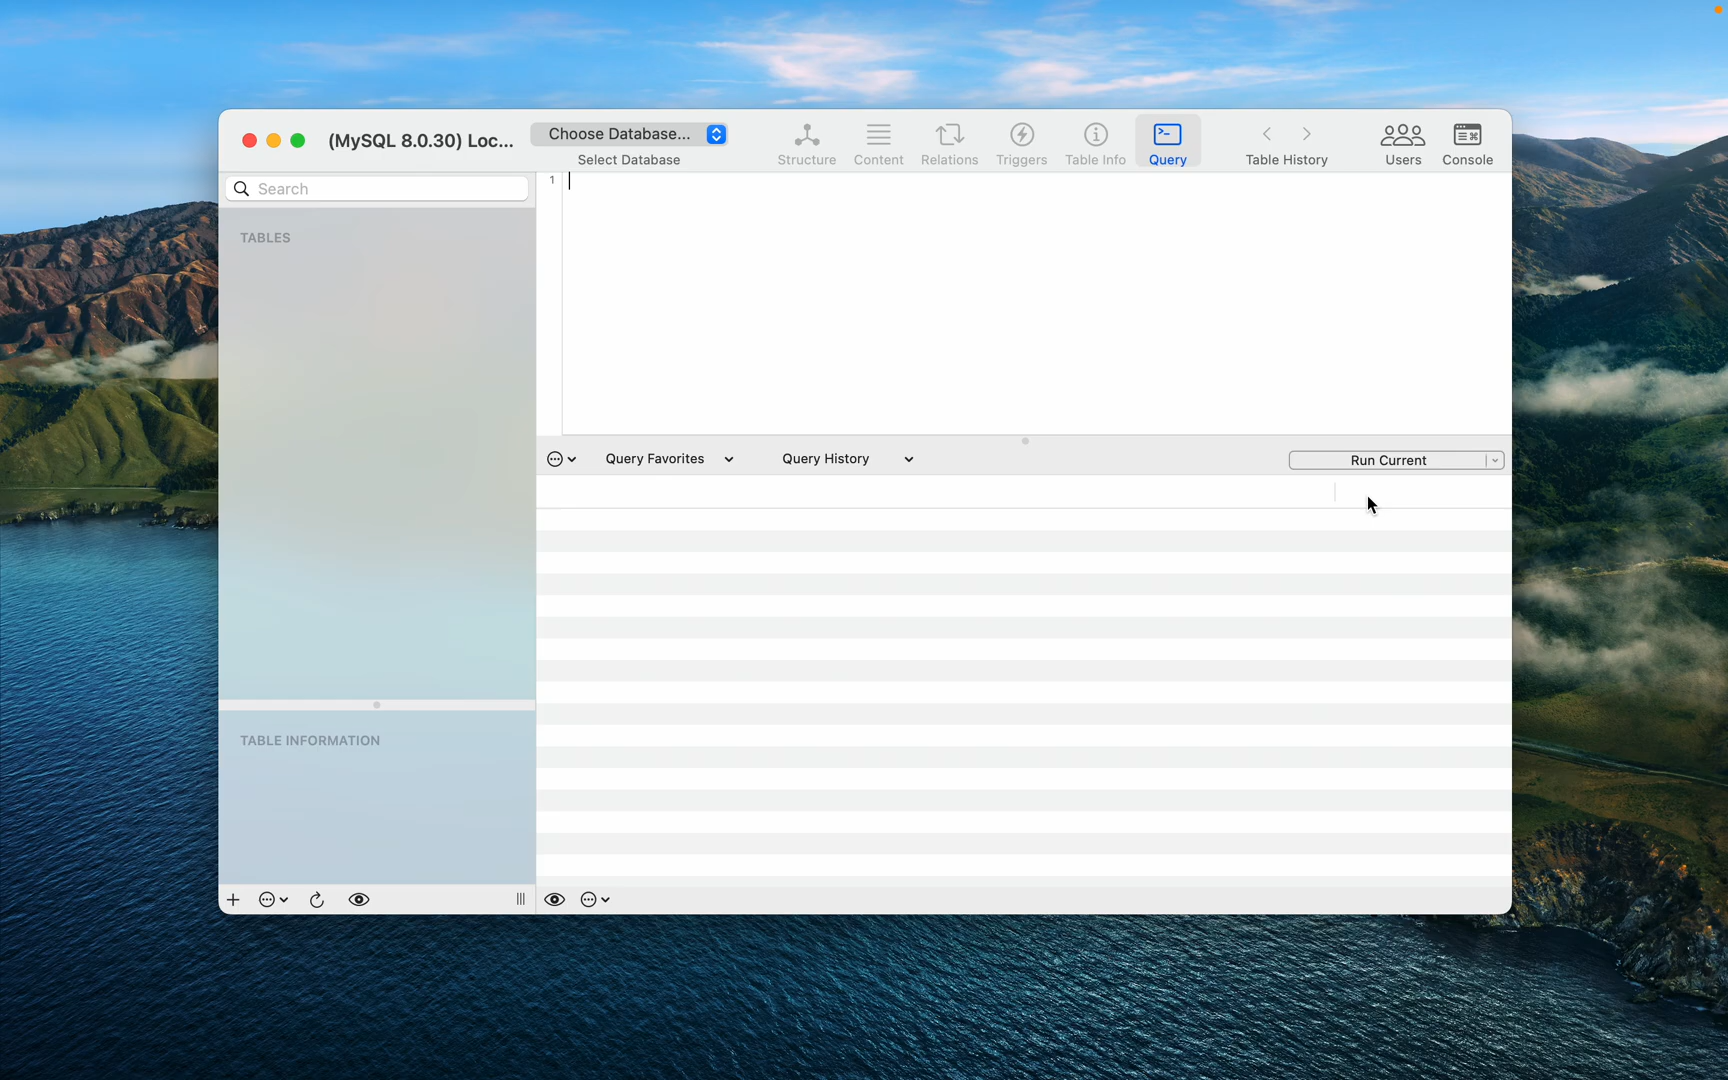 (MySQL 8.0.30) Loc...
Choose Database...
Select Database
Structure
Content
Relations
Triggers
Table Info
Query
Table History
Users
Console
Search
1
TABLES
Query Favorites
Query History
Run Current
TABLE INFORMATION